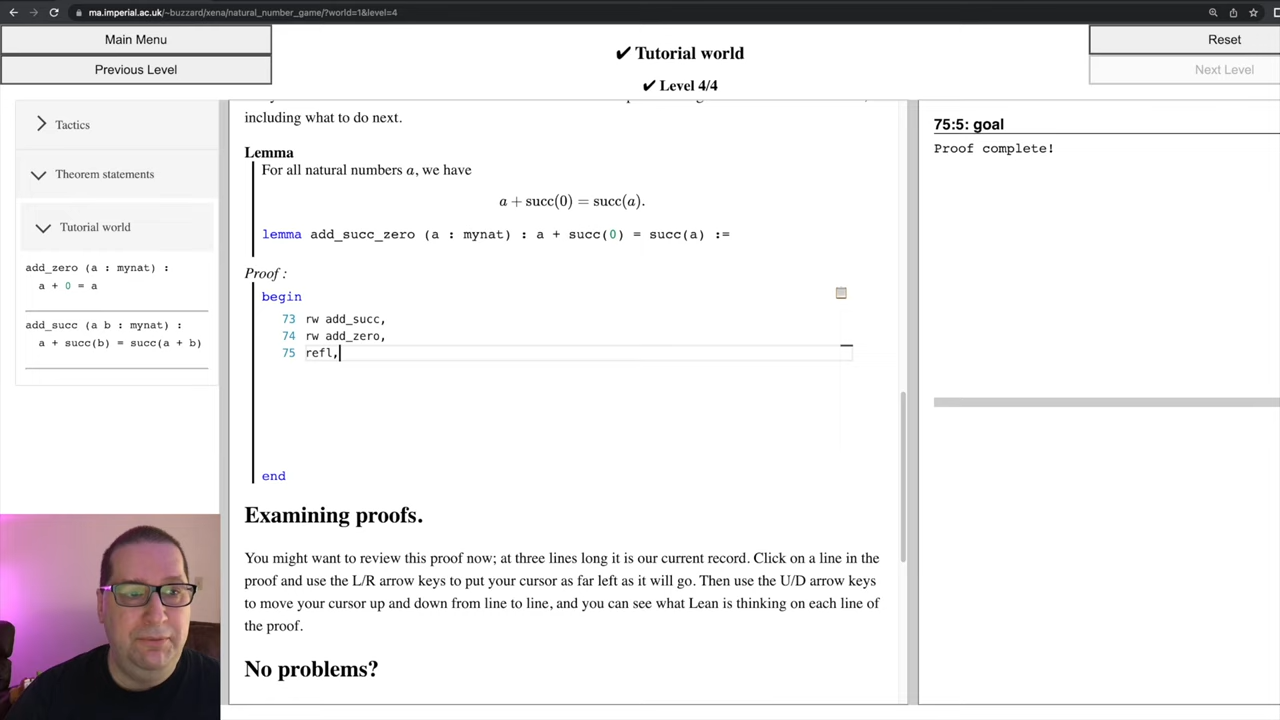 ma.imperial.ac.uk/~buzzard/xena/natural_number_game/?world=1&level=4
Main Menu
Previous Level
✔ Tutorial world
✔ Level 4/4
Reset
Next Level
Tactics
Theorem statements
Tutorial world
add_zero (a : mynat) :
a + 0 = a
add_succ (a b : mynat) :
a + succ(b) = succ(a + b)
including what to do next.
Lemma
For all natural numbers a, we have
a + succ(0) = succ(a).
lemma add_succ_zero (a : mynat) : a + succ(0) = succ(a) :=
Proof :
begin
73 rw add_succ,
74 rw add_zero,
75 refl,
end
Examining proofs.
You might want to review this proof now; at three lines long it is our current record. Click on a line in the
proof and use the L/R arrow keys to put your cursor as far left as it will go. Then use the U/D arrow keys
to move your cursor up and down from line to line, and you can see what Lean is thinking on each line of
the proof.
No problems?
75:5: goal
Proof complete!